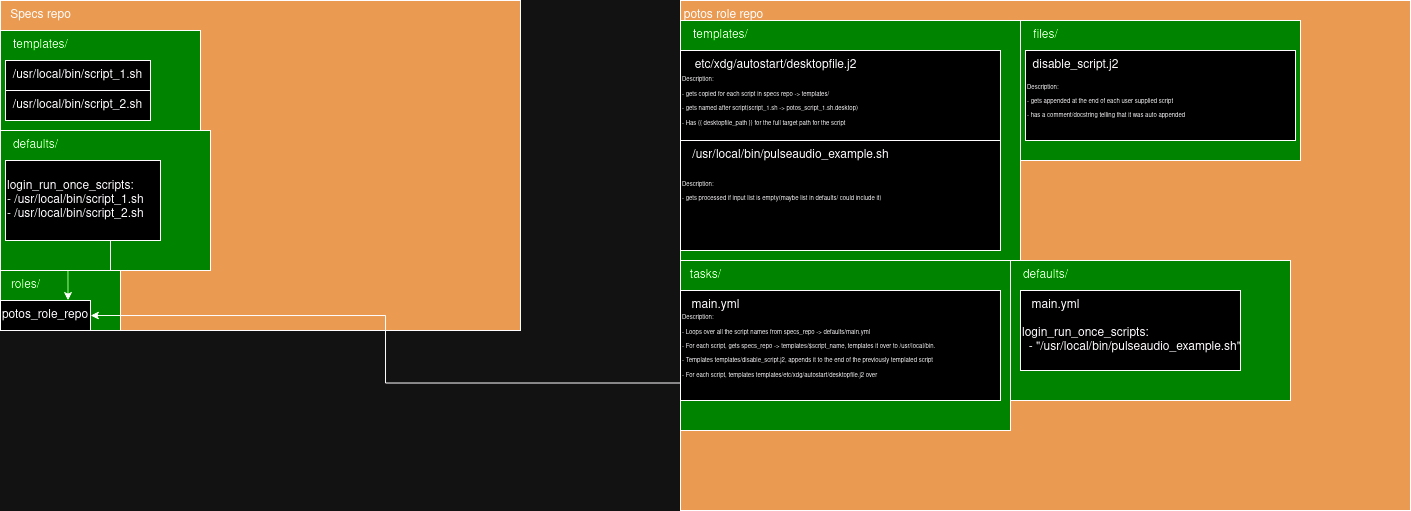 Specs repo
templates/
/usr/local/bin/script_1.sh
/usr/local/bin/script_2.sh
defaults/
login_run_once_scripts:
- /usr/local/bin/script_1.sh
- /usr/local/bin/script_2.sh
roles/
potos_role_repo
potos role repo
templates/
etc/xdg/autostart/desktopfile.j2
Description:
- gets copied for each script in specs repo -> templates/
- gets named after script(script_1.sh -> potos_script_1.sh.desktop)
- Has {{ desktopfile_path }} for the full target path for the script
/usr/local/bin/pulseaudio_example.sh
Description:
- gets processed if input list is empty(maybe list in defaults/ could include it)
files/
disable_script.j2
Description:
- gets appended at the end of each user supplied script
- has a comment/docstring telling that it was auto appended
tasks/
main.yml
Description:
- Loops over all the script names from specs_repo -> defaults/main.yml
- For each script, gets specs_repo -> templates/$script_name, templates it over to /usr/local/bin.
- Templates templates/disable_script.j2, appends it to the end of the previously templated script
- For each script, templates templates/etc/xdg/autostart/desktopfile.j2 over
defaults/
main.yml
login_run_once_scripts:
- "/usr/local/bin/pulseaudio_example.sh"